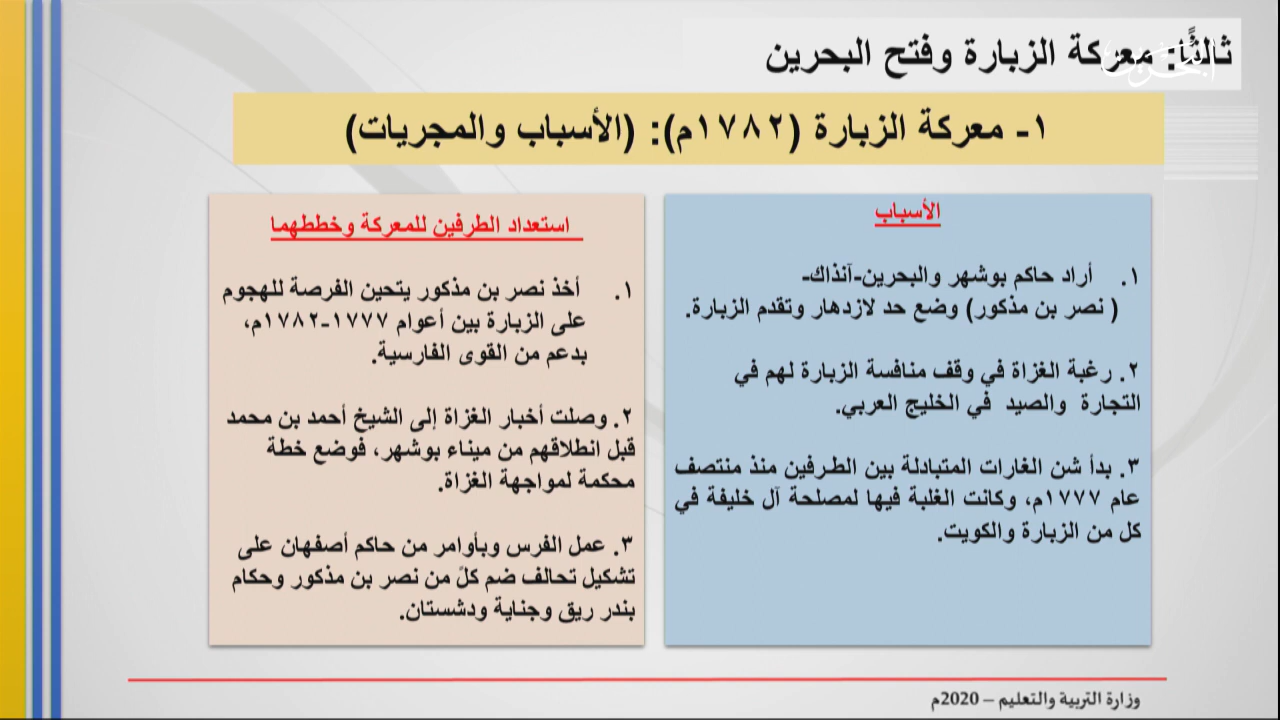 ثالثًا: معركة الزبارة وفتح البحرين
١- معركة الزبارة (١٧٨٢م): (الأسباب والمجريات)
الأسباب
١. أراد حاكم بوشهر والبحرين-آنذاك-
( نصر بن مذكور) وضع حد لازدهار وتقدم الزبارة.
٢. رغبة الغزاة في وقف منافسة الزبارة لهم في
التجارة والصيد في الخليج العربي.
٣. بدأ شن الغارات المتبادلة بين الطرفين منذ منتصف
عام ١٧٧٧م، وكانت الغلبة فيها لمصلحة آل خليفة في
كل من الزبارة والكويت.
استعداد الطرفين للمعركة وخططهما
١. أخذ نصر بن مذكور يتحين الفرصة للهجوم
على الزبارة بين أعوام ١٧٧٧-١٧٨٢م،
بدعم من القوى الفارسية.
٢. وصلت أخبار الغزاة إلى الشيخ أحمد بن محمد
قبل انطلاقهم من ميناء بوشهر، فوضع خطة
محكمة لمواجهة الغزاة.
٣. عمل الفرس وبأوامر من حاكم أصفهان على
تشكيل تحالف ضم كلً من نصر بن مذكور وحكام
بندر ريق وجناية ودشستان.
وزارة التربية والتعليم – 2020م